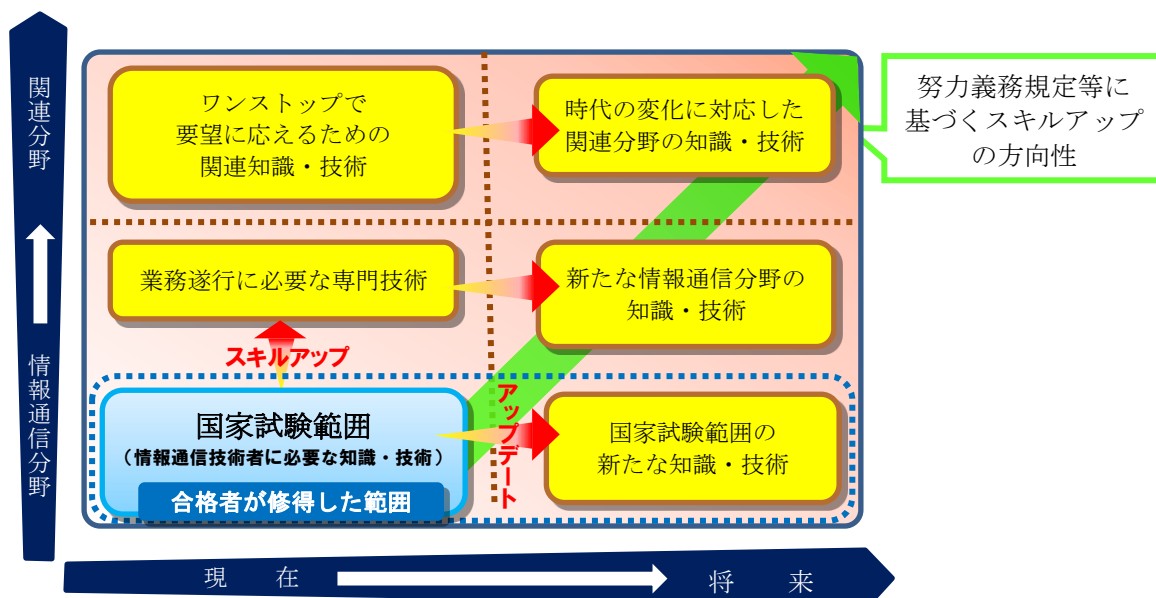 関連分野
情報通信分野
ワンストップで
要望に応えるための
関連知識・技術
時代の変化に対応した
関連分野の知識・技術
努力義務規定等に
基づくスキルアップ
の方向性
業務遂行に必要な専門技術
新たな情報通信分野の
知識・技術
スキルアップ
国家試験範囲
（情報通信技術者に必要な知識・技術）
合格者が修得した範囲
アップデート
国家試験範囲の
新たな知識・技術
現在
将来